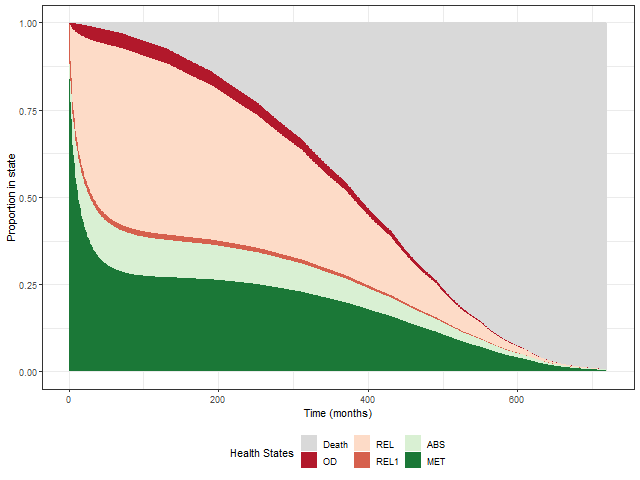 1.00
0.75
0.50
0.25
0.00
Proportion in state
0 200 400 600
Time (months)
Health States
Death REL ABS
OD REL1 MET